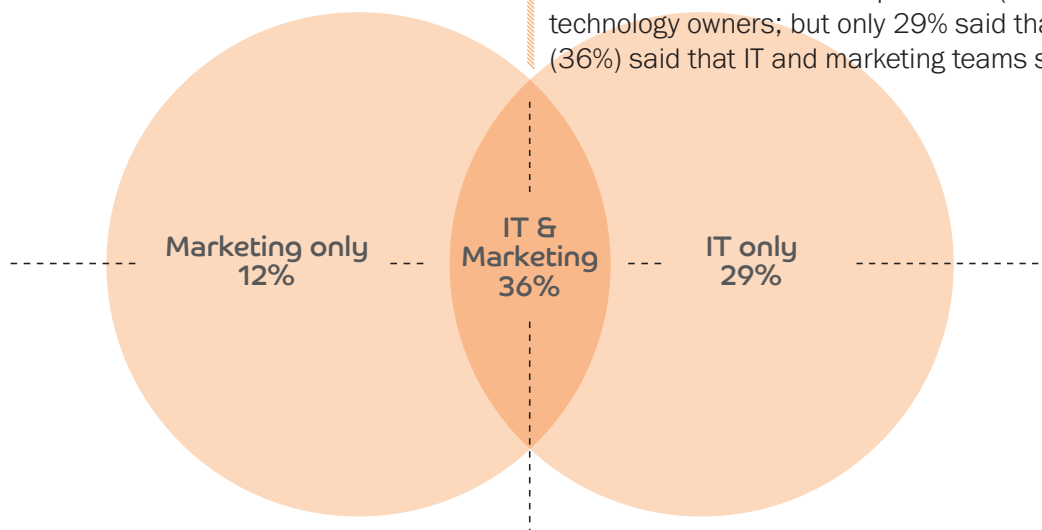 technology owners; but only 29% said
(36%) said that IT and marketing teams
Marketing only
12%
IT &
Marketing
36%
IT only
29%